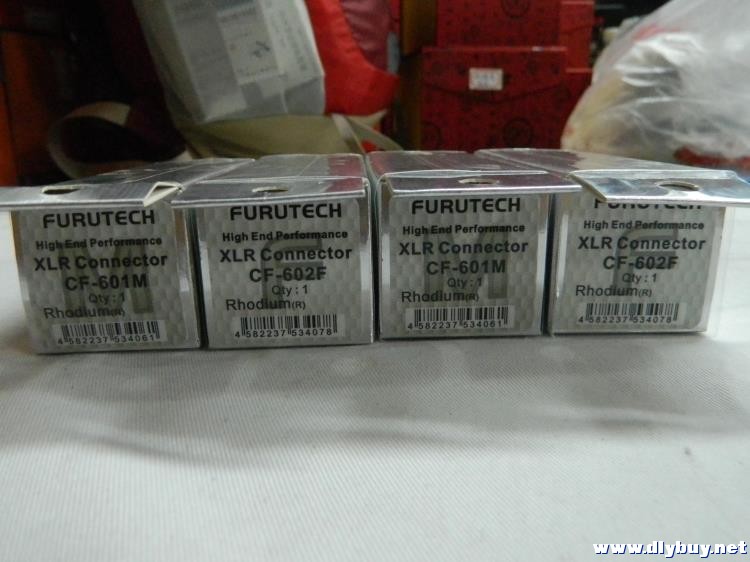 FURUTECH
High End Performance
XLR Connector
CF-601M
Qty : 1
Rhodium(R)
4 582237 534061
FURUTECH
High End Performance
XLR Connector
CF-602F
Qty : 1
Rhodium(R)
4 582237 534078
FURUTECH
High End Performance
XLR Connector
CF-601M
Qty : 1
Rhodium(R)
4 582237 534061
FURUTECH
High End Performance
XLR Connector
CF-602F
Qty : 1
Rhodium(R)
4 582237 534078
www.dlybuy.net